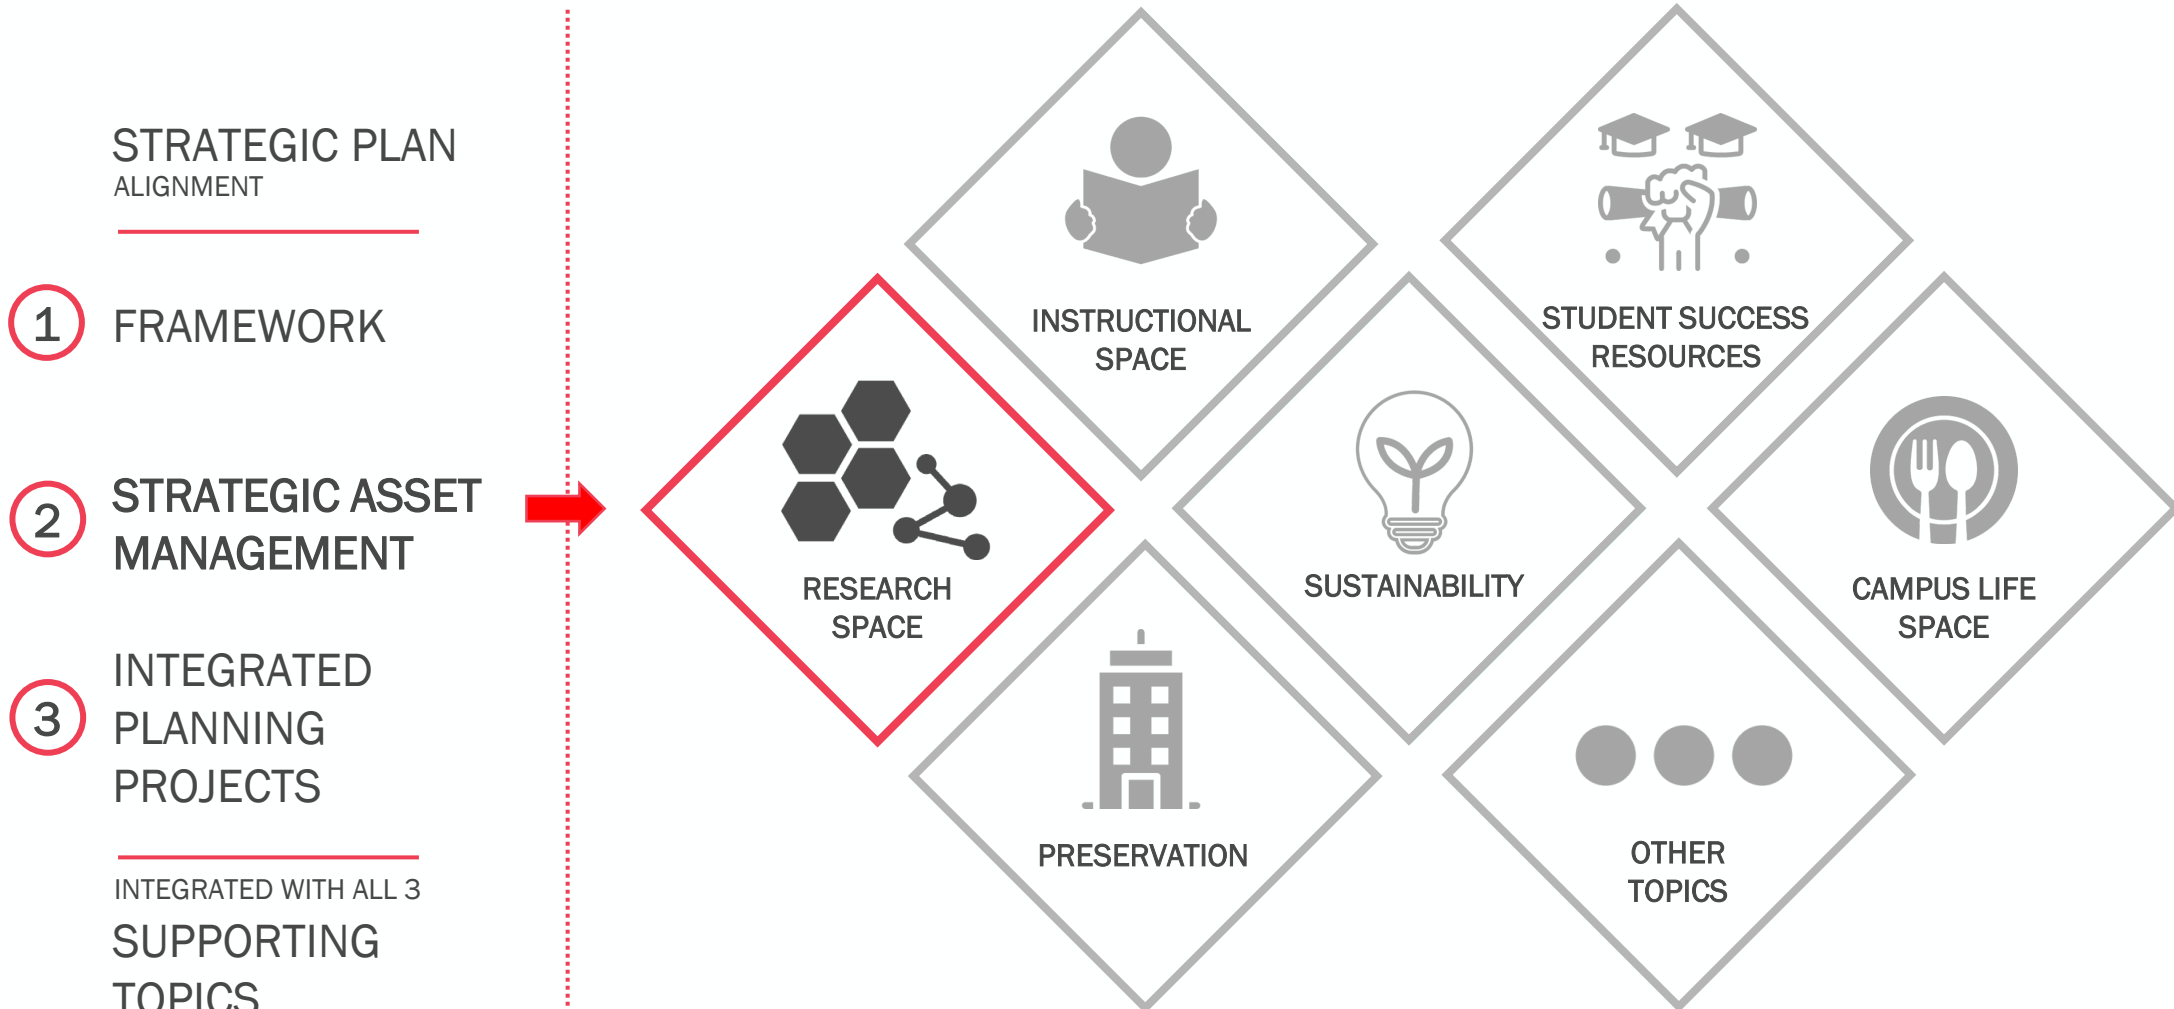 STRATEGIC PLAN
ALIGNMENT
1
FRAMEWORK
2
STRATEGIC ASSET
MANAGEMENT
3
INTEGRATED
PLANNING
PROJECTS
INTEGRATED WITH ALL 3
SUPPORTING
TOPICS
INSTRUCTIONAL
SPACE
STUDENT SUCCESS
RESOURCES
RESEARCH
SPACE
SUSTAINABILITY
CAMPUS LIFE
SPACE
PRESERVATION
OTHER
TOPICS